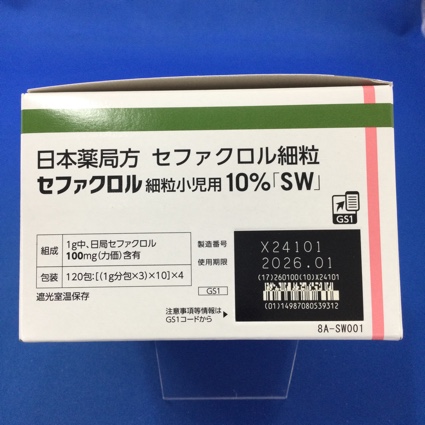 日本薬局方 セファクロル細粒
セファクロル 細粒小児用 10%「SW」
GS1
組成 1g中、日局セファクロル
100mg(力価)含有
包装 120包:[(1g分包×3)×10]×4
遮光室温保存
製造番号 X24101
使用期限 2026.01
(17)260100(10)X24101
(01)14987080539312
GS1
注意事項等情報は
GS1コードから
8A-SW001